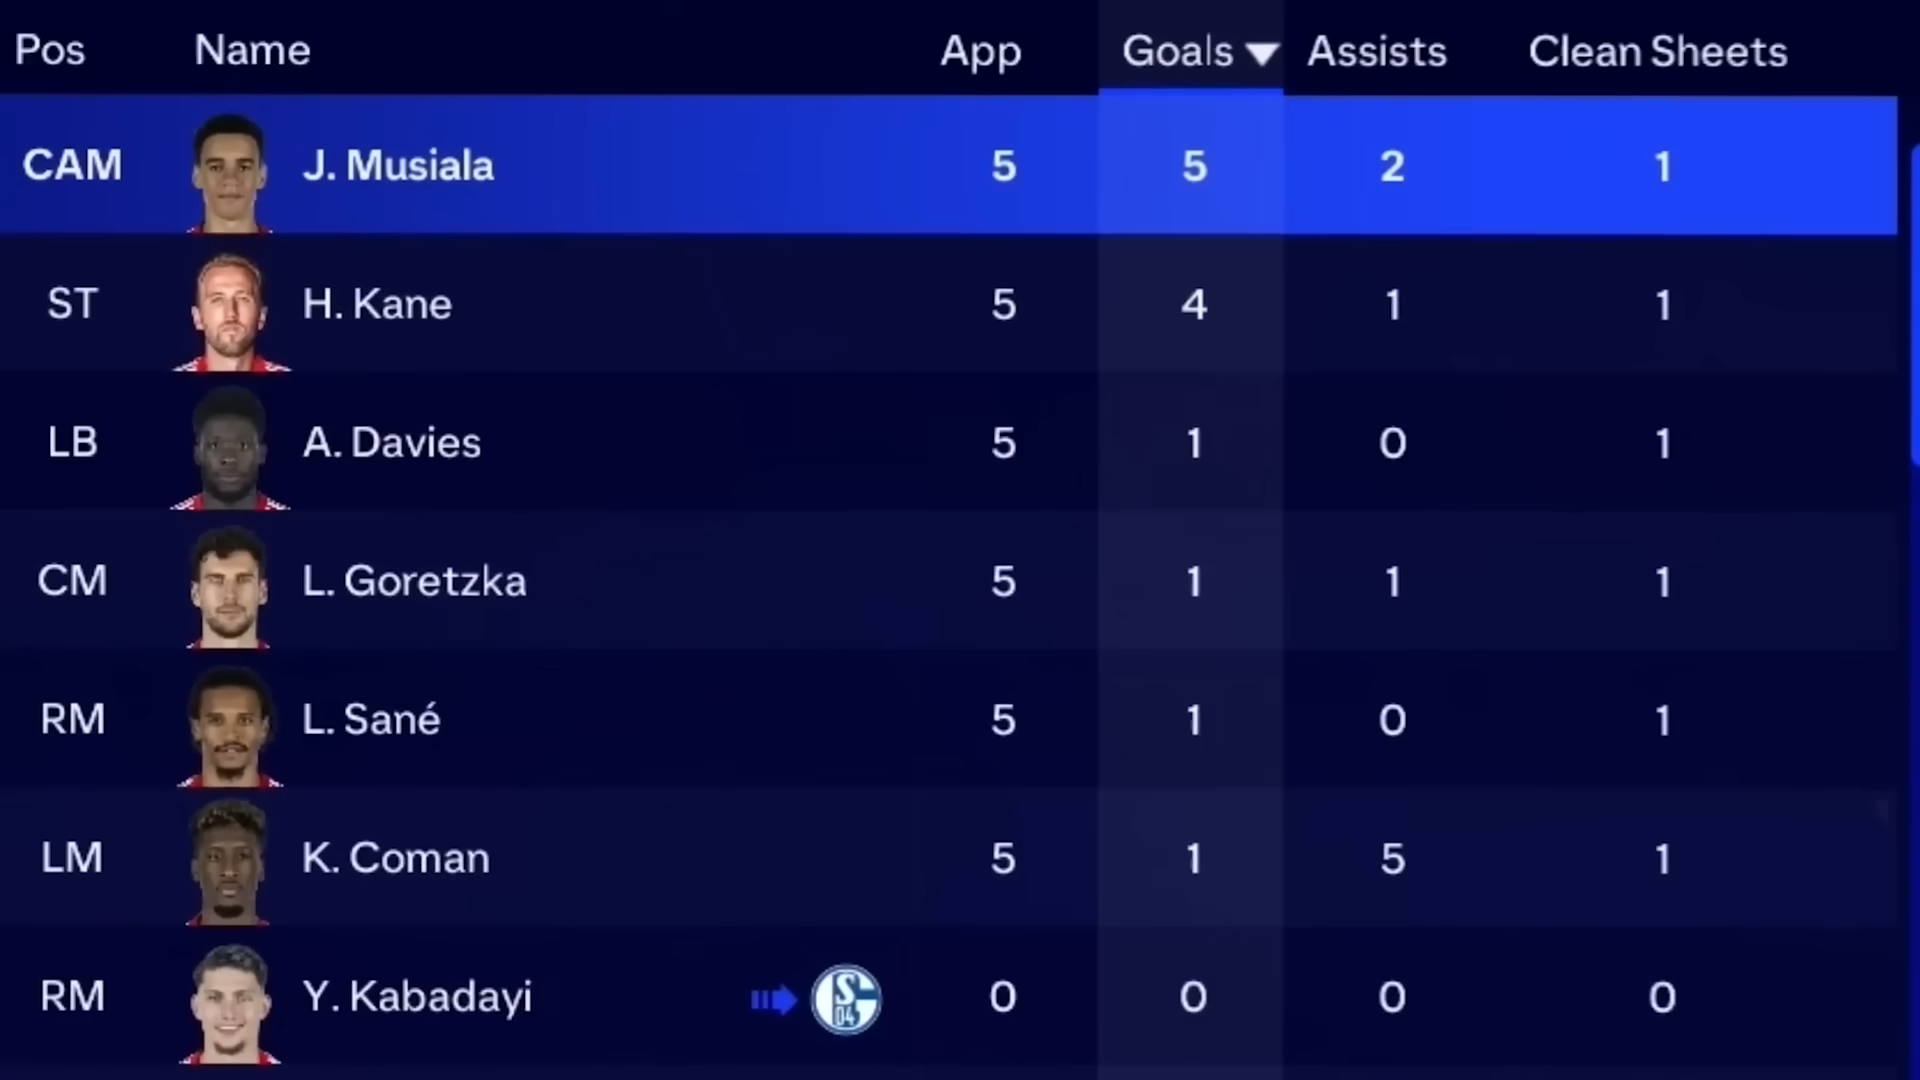 Pos Name App Goals Assists Clean Sheets
CAM J. Musiala 5 5 2 1
ST H. Kane 5 4 1 1
LB A. Davies 5 1 0 1
CM L. Goretzka 5 1 1 1
RM L. Sané 5 1 0 1
LM K. Coman 5 1 5 1
RM Y. Kabadayi S 04 0 0 0 0